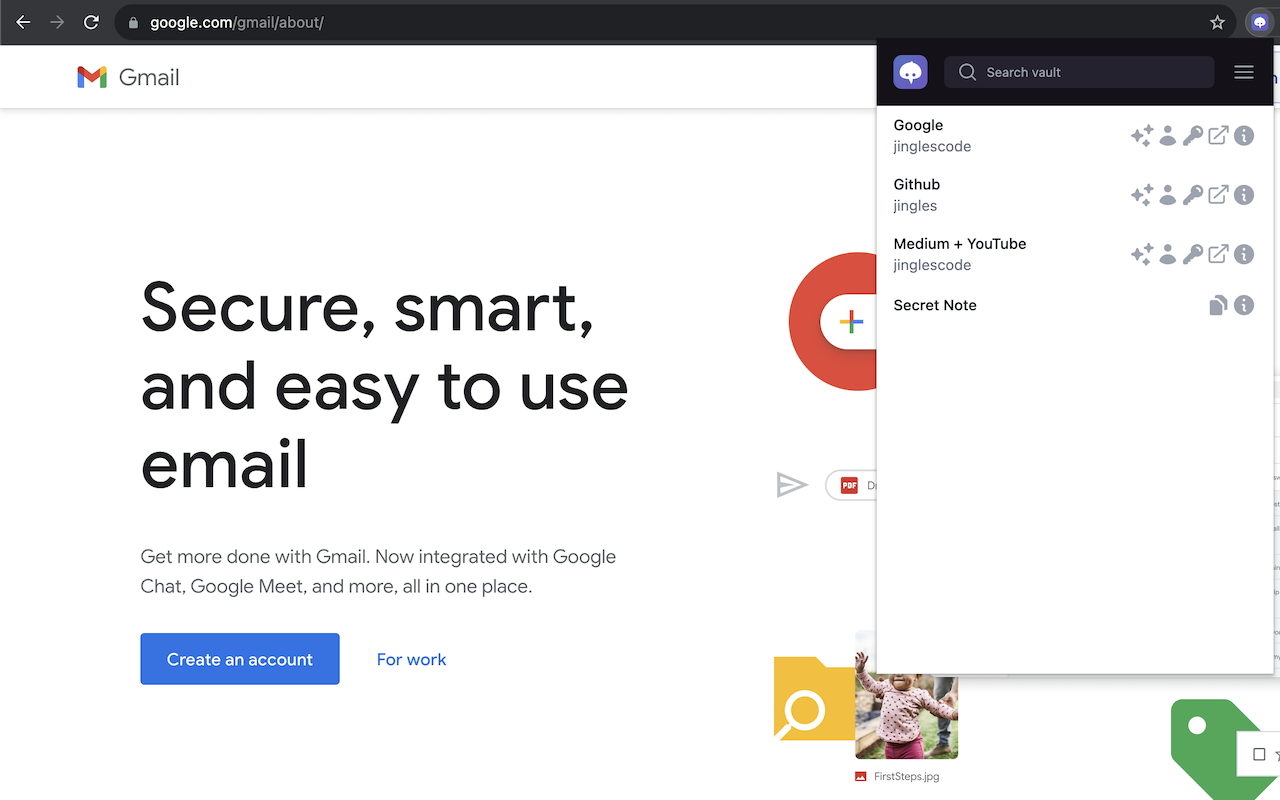 google.com/gmail/about/
Gmail
Search vault
Google
jinglescode
Github
jingles
Medium + YouTube
jinglescode
Secret Note
Secure, smart,
and easy to use
email
PDF
Get more done with Gmail. Now integrated with Google
Chat, Google Meet, and more, all in one place.
Create an account
For work
FirstSteps.jpg